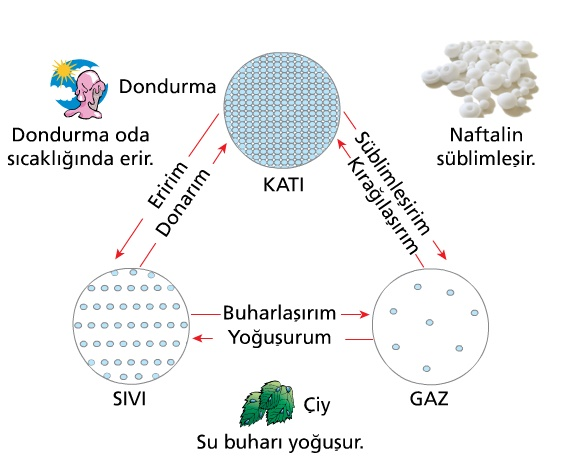 Dondurma
Dondurma oda
sıcaklığında erir.
KATI
Naftalin
süblimleşir.
Eririm
Donarım
Süblimleşirim
Kırağılaşırım
Buharlaşırım
Yoğuşurum
SIVI
GAZ
Çiy
Su buharı yoğuşur.